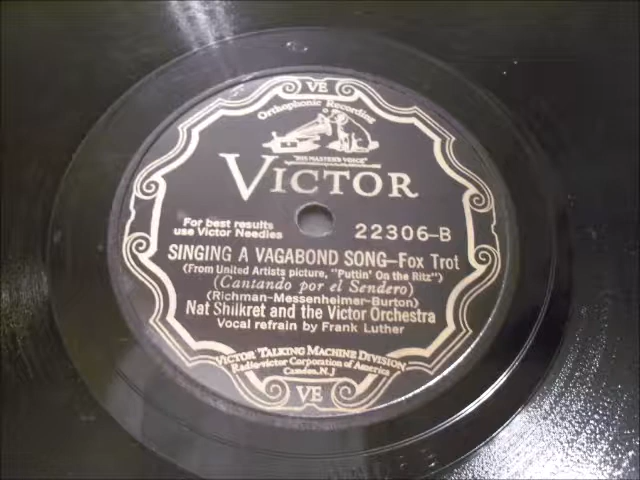 VE
Orthophonic Recording
"HIS MASTER'S VOICE"
VICTOR
For best results
use Victor Needles
22306-B
SINGING A VAGABOND SONG—Fox Trot
(From United Artists picture, "Puttin' On the Ritz")
(Cantando por el Sendero)
(Richman-Messenheimer-Burton)
Nat Shilkret and the Victor Orchestra
Vocal refrain by Frank Luther
VICTOR TALKING MACHINE DIVISION
Radio-Victor Corporation of America
Camden, N.J.
VE